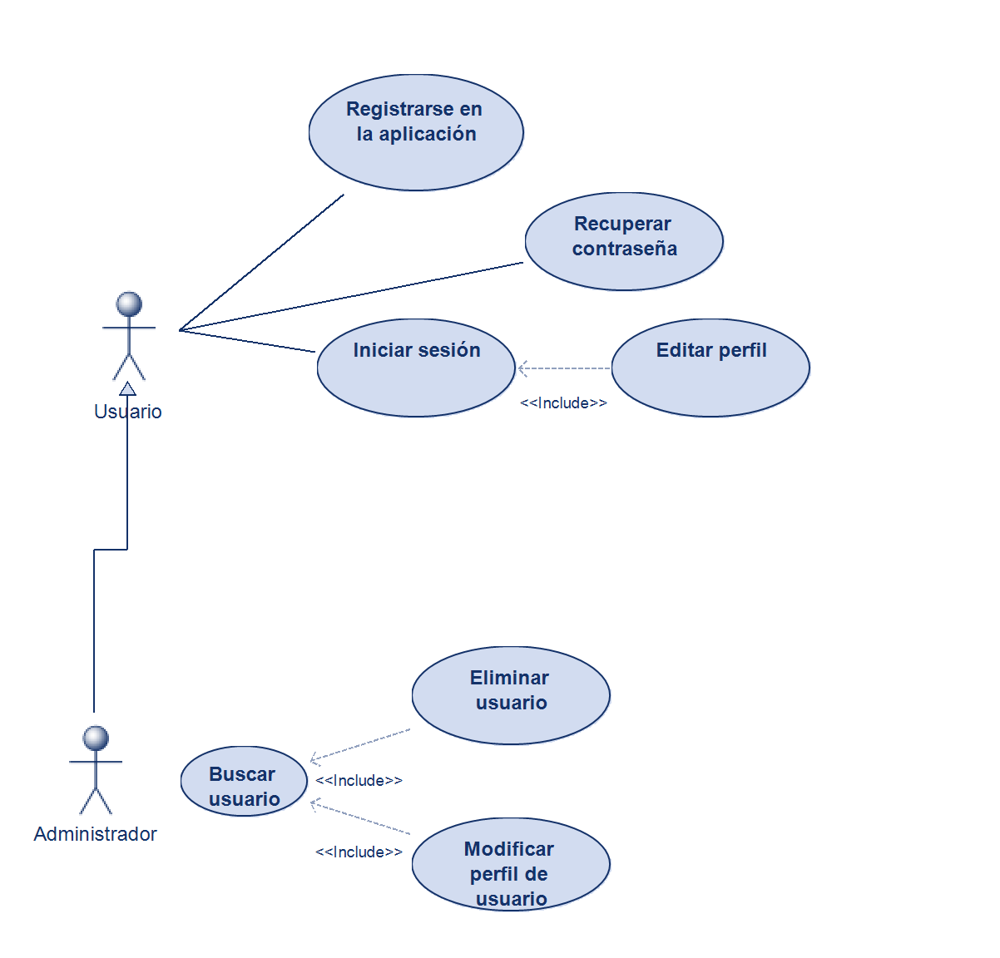 Registrarse en
la aplicación
Recuperar
contraseña
Iniciar sesión
Editar perfil
<<Include>>
Usuario
Eliminar
usuario
Buscar
usuario
<<Include>>
<<Include>>
Modificar
perfil de
usuario
Administrador